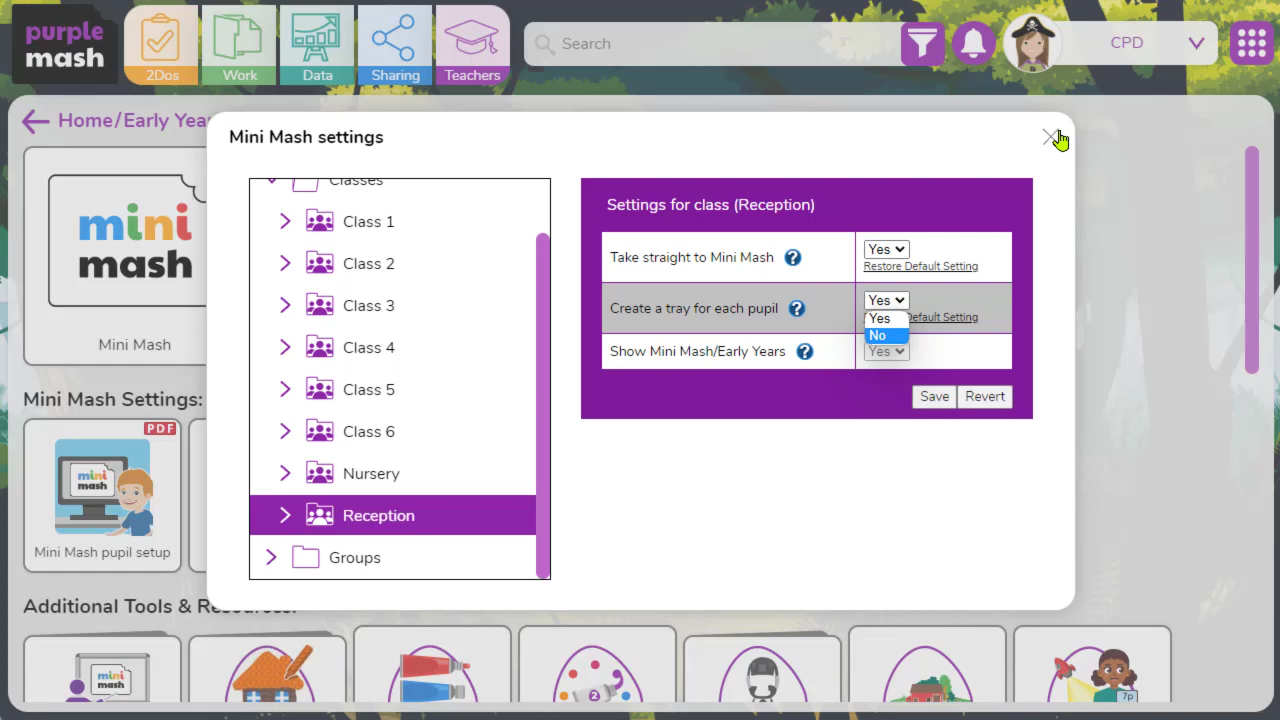 purple
mash
2Dos
Work
Data
Sharing
Teachers
Search
CPD
Home/Early Yea
Mini Mash settings
mini
mash
Mini Mash
Mini Mash Settings:
PDF
mini
mash
Mini Mash pupil setup
Classes
Class 1
Class 2
Class 3
Class 4
Class 5
Class 6
Nursery
Reception
Groups
Settings for class (Reception)
Take straight to Mini Mash ?
Yes
Restore Default Setting
Create a tray for each pupil ?
Yes
Yes
No
Default Setting
Show Mini Mash/Early Years ?
Yes
Save
Revert
Additional Tools & Resources:
mini
mash
2
7p